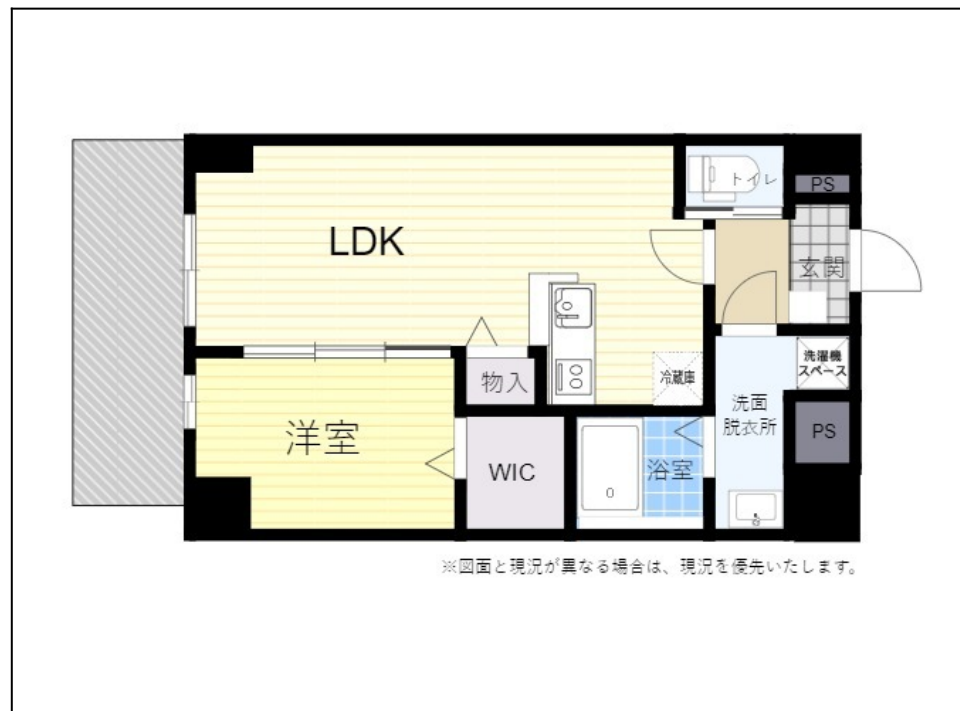 トイレ
PS
LDK
玄関
洗濯機
スペース
物入
冷蔵庫
洗面
脱衣所
洋室
WIC
浴室
PS
※図面と現況が異なる場合は、現況を優先いたします。